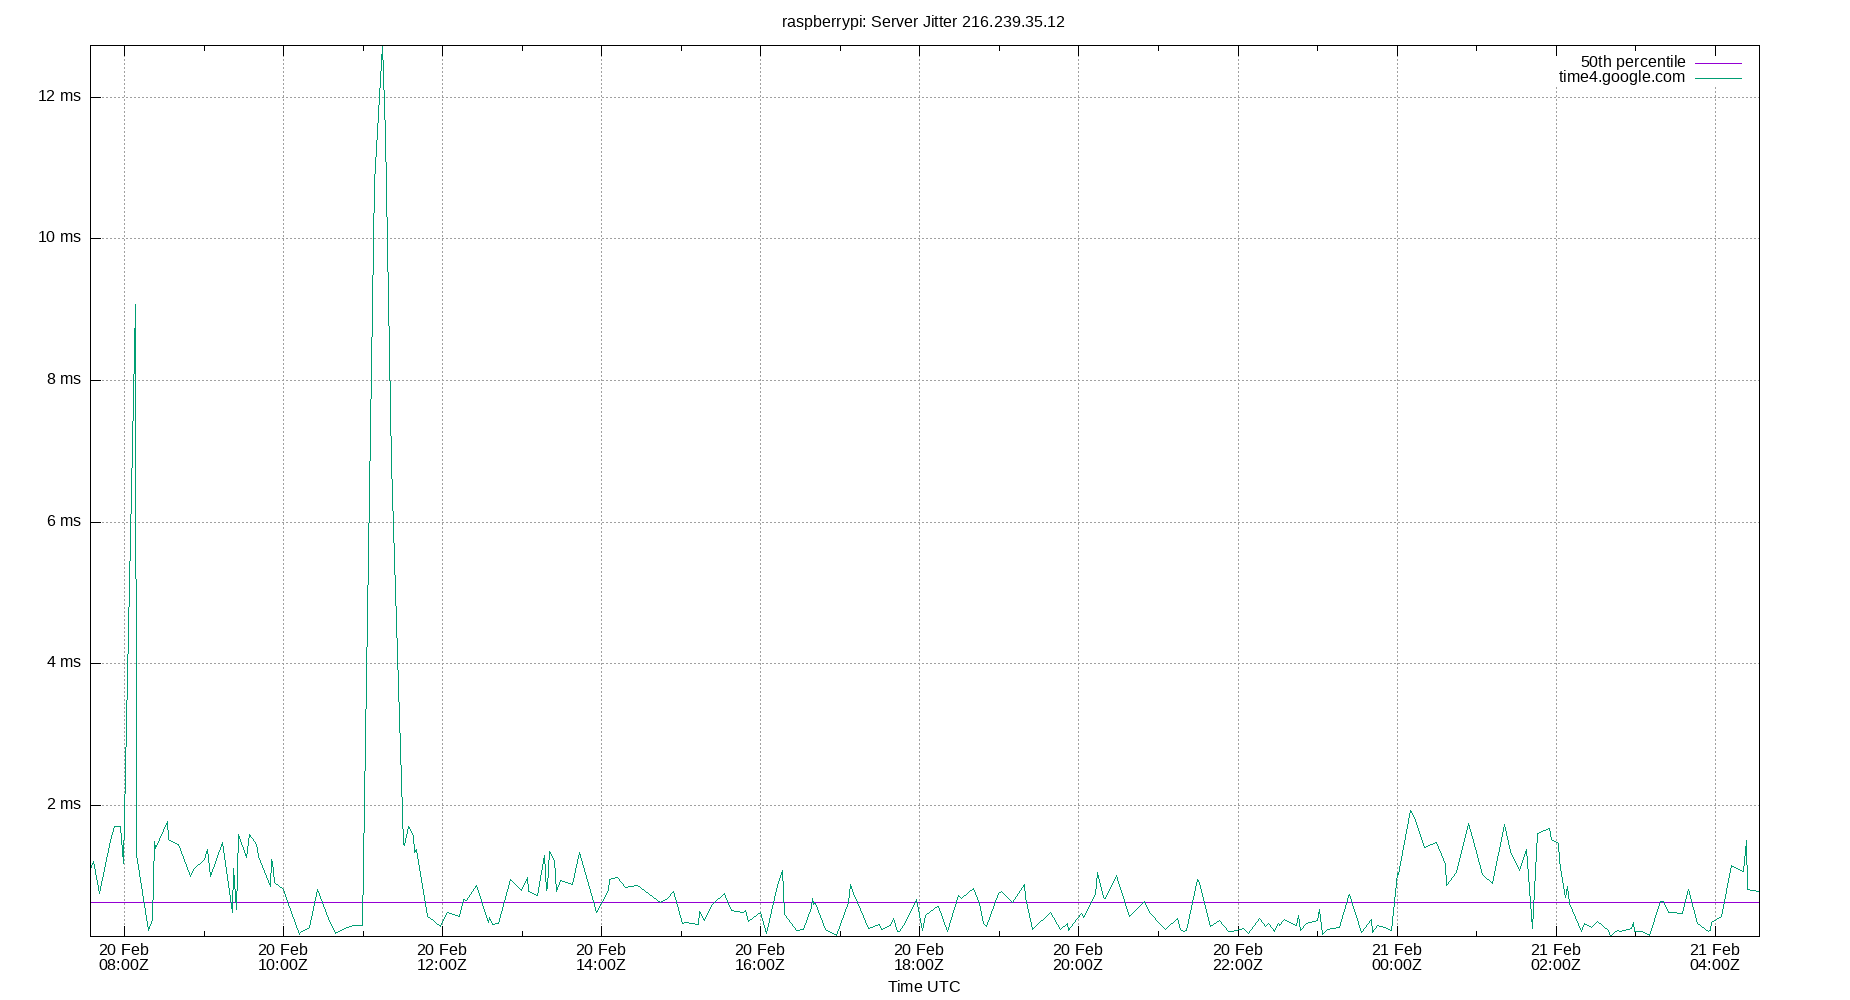 raspberrypi: Server Jitter 216.239.35.12
50th percentile
time4.google.com
12 ms
10 ms
8 ms
6 ms
4 ms
2 ms
20 Feb 20 Feb 20 Feb 20 Feb 20 Feb 20 Feb 20 Feb 20 Feb 21 Feb 21 Feb 21 Feb
08:00Z 10:00Z 12:00Z 14:00Z 16:00Z 18:00Z 20:00Z 22:00Z 00:00Z 02:00Z 04:00Z
Time UTC